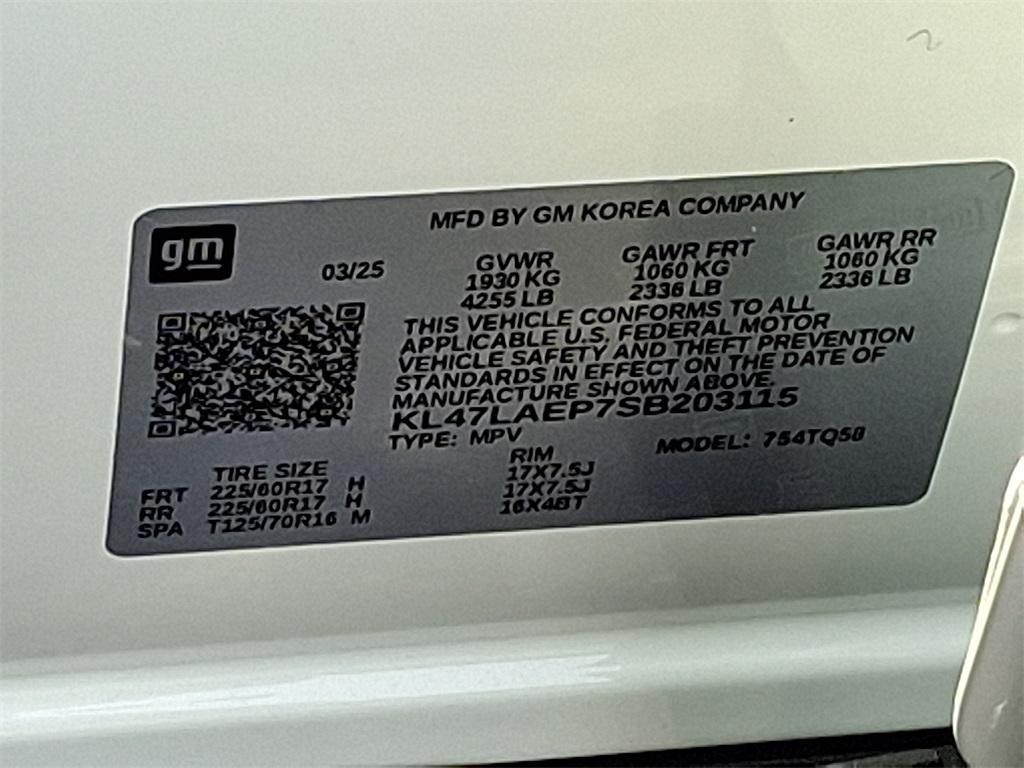 MFD BY GM KOREA COMPANY
gm
03/25
GVWR GAWR FRT GAWR RR
1930 KG 1060 KG 1060 KG
4255 LB 2336 LB 2336 LB
THIS VEHICLE CONFORMS TO ALL
APPLICABLE U.S. FEDERAL MOTOR
VEHICLE SAFETY AND THEFT PREVENTION
STANDARDS IN EFFECT ON THE DATE OF
MANUFACTURE SHOWN ABOVE.
KL47LAEP7SB203115
TYPE: MPV MODEL: 754TQ58
TIRE SIZE RIM
FRT 225/60R17 H 17X7.5J
RR 225/60R17 H 17X7.5J
SPA T125/70R16 M 16X4BT